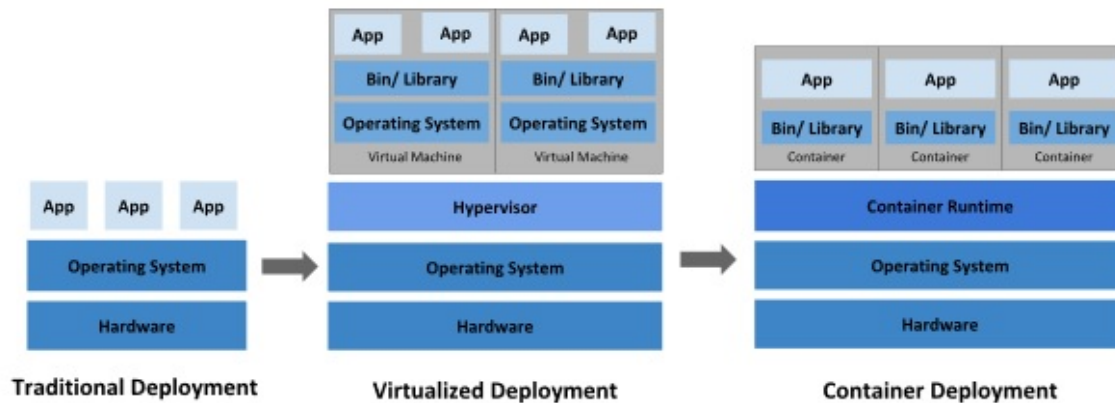 App App App
Operating System
Hardware
Traditional Deployment
App App App App
Bin/ Library Bin/ Library
Operating System Operating System
Virtual Machine Virtual Machine
Hypervisor
Operating System
Hardware
Virtualized Deployment
App App App
Bin/ Library Bin/ Library Bin/ Library
Container Container Container
Container Runtime
Operating System
Hardware
Container Deployment